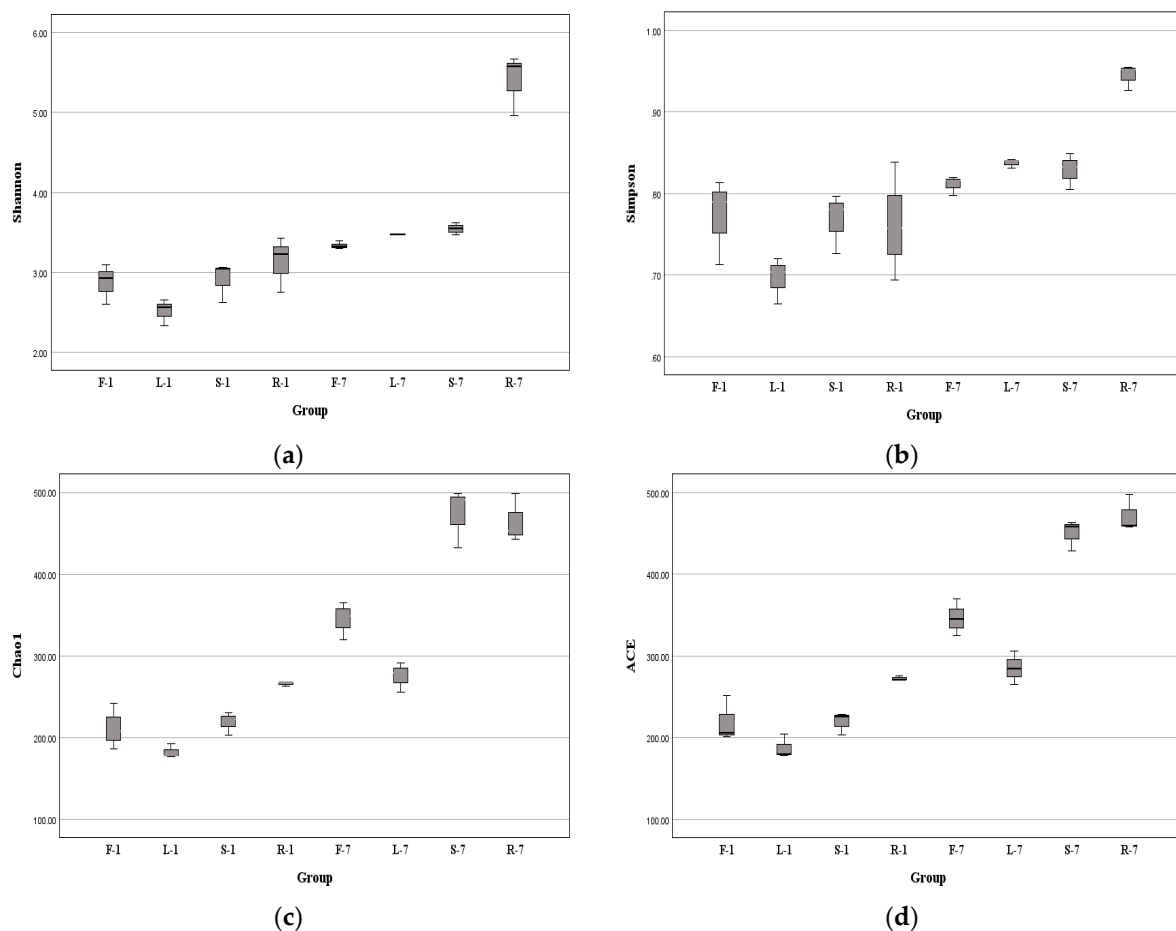 6.00
5.00
4.00
3.00
2.00
Shannon
F-1 L-1 S-1 R-1 F-7 L-7 S-7 R-7
Group
(a)
1.00
.90
.80
.70
.60
Simpson
F-1 L-1 S-1 R-1 F-7 L-7 S-7 R-7
Group
(b)
500.00
400.00
300.00
200.00
100.00
Chao1
F-1 L-1 S-1 R-1 F-7 L-7 S-7 R-7
Group
(c)
500.00
400.00
300.00
200.00
100.00
ACE
F-1 L-1 S-1 R-1 F-7 L-7 S-7 R-7
Group
(d)